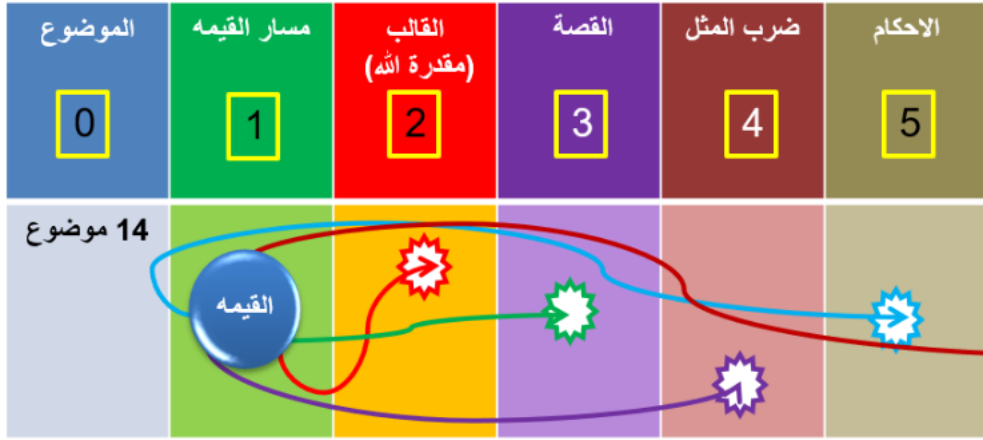 الموضوع
مسار القيمه
القالب
(مقدرة الله)
القصة
ضرب المثل
الاحكام
0
1
2
3
4
5
14 موضوع
القيمه